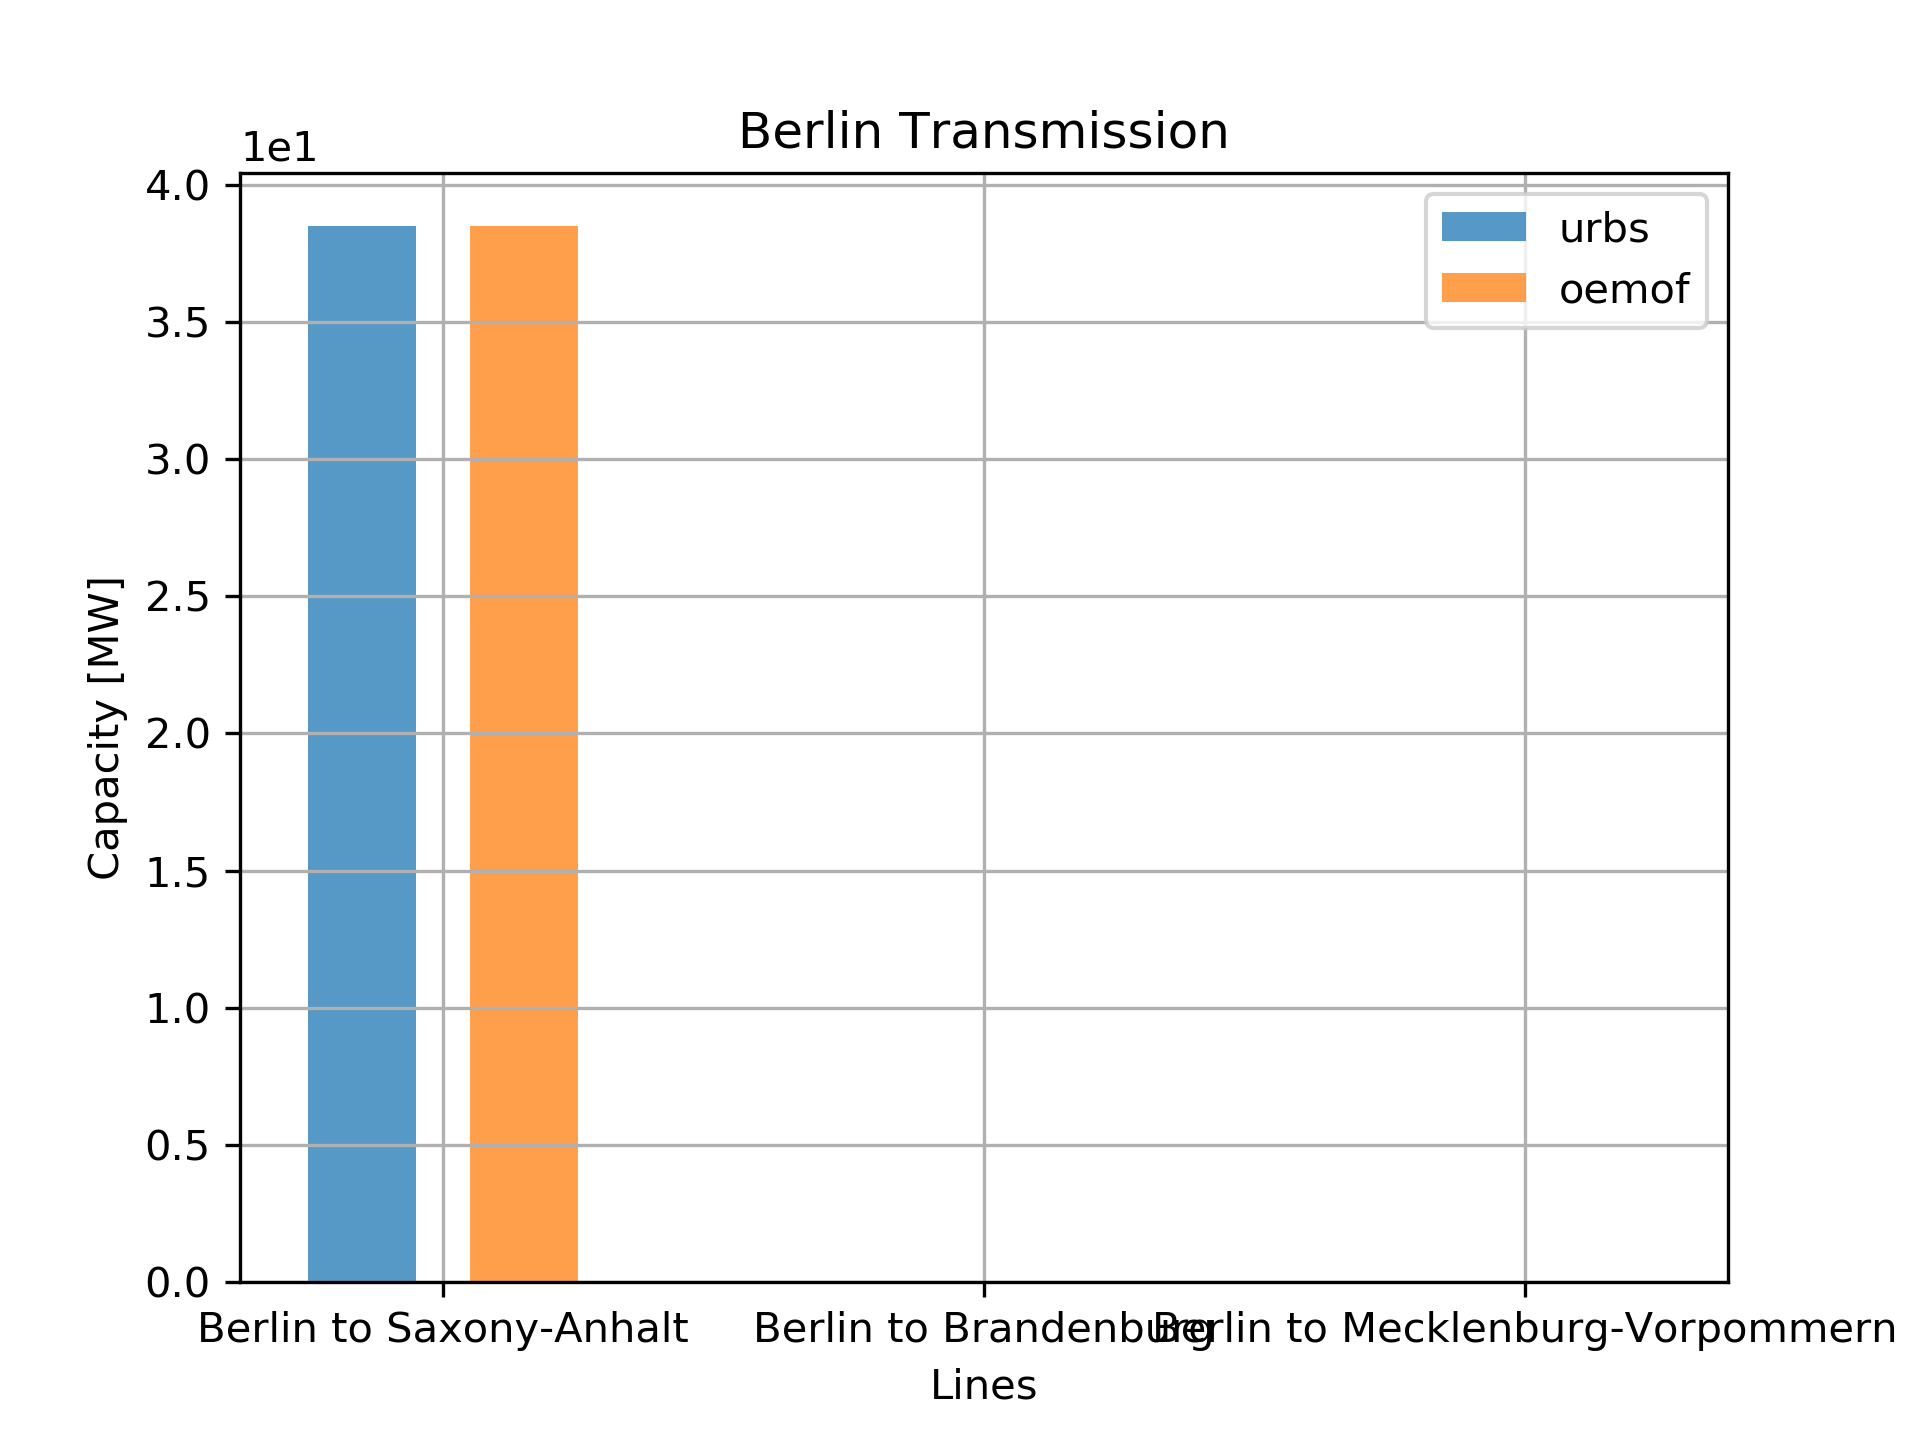 Berlin Transmission
1e1
4.0
3.5
3.0
2.5
2.0
1.5
1.0
0.5
0.0
Capacity [MW]
urbs
oemof
Berlin to Saxony-Anhalt
Berlin to Brandenburg
Berlin to Mecklenburg-Vorpommern
Lines